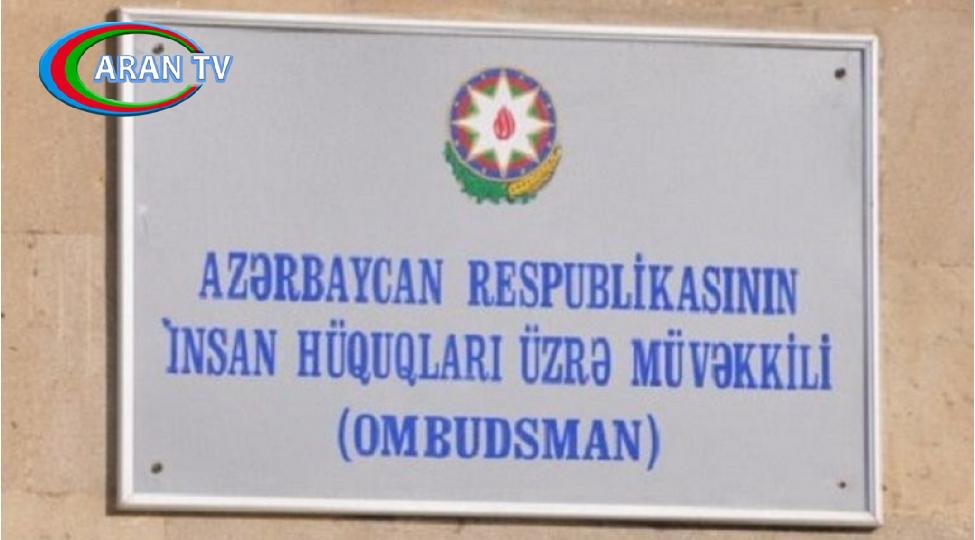 ARAN TV
AZƏRBAYCAN RESPUBLİKASININ
İNSAN HÜQUQLARI ÜZRƏ MÜVƏKKİLİ
(OMBUDSMAN)